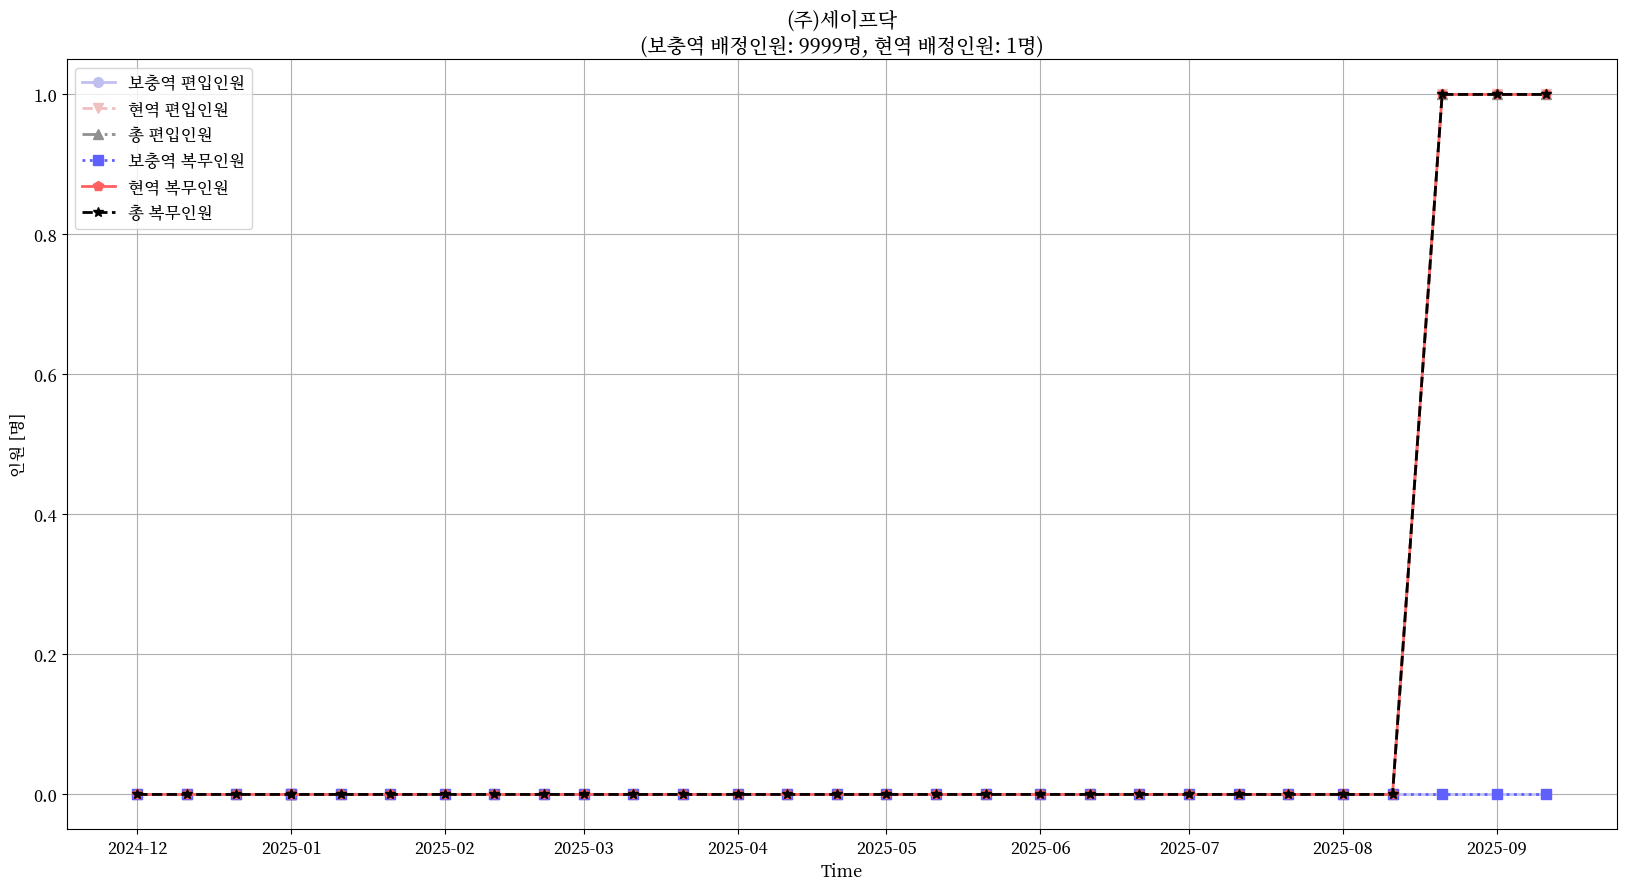 (주)세이프닥
(보충역 배정인원: 9999명, 현역 배정인원: 1명)
보충역 편입인원
현역 편입인원
총 편입인원
보충역 복무인원
현역 복무인원
총 복무인원
1.0
0.8
0.6
0.4
0.2
0.0
인원 [명]
2024-12 2025-01 2025-02 2025-03 2025-04 2025-05 2025-06 2025-07 2025-08 2025-09
Time